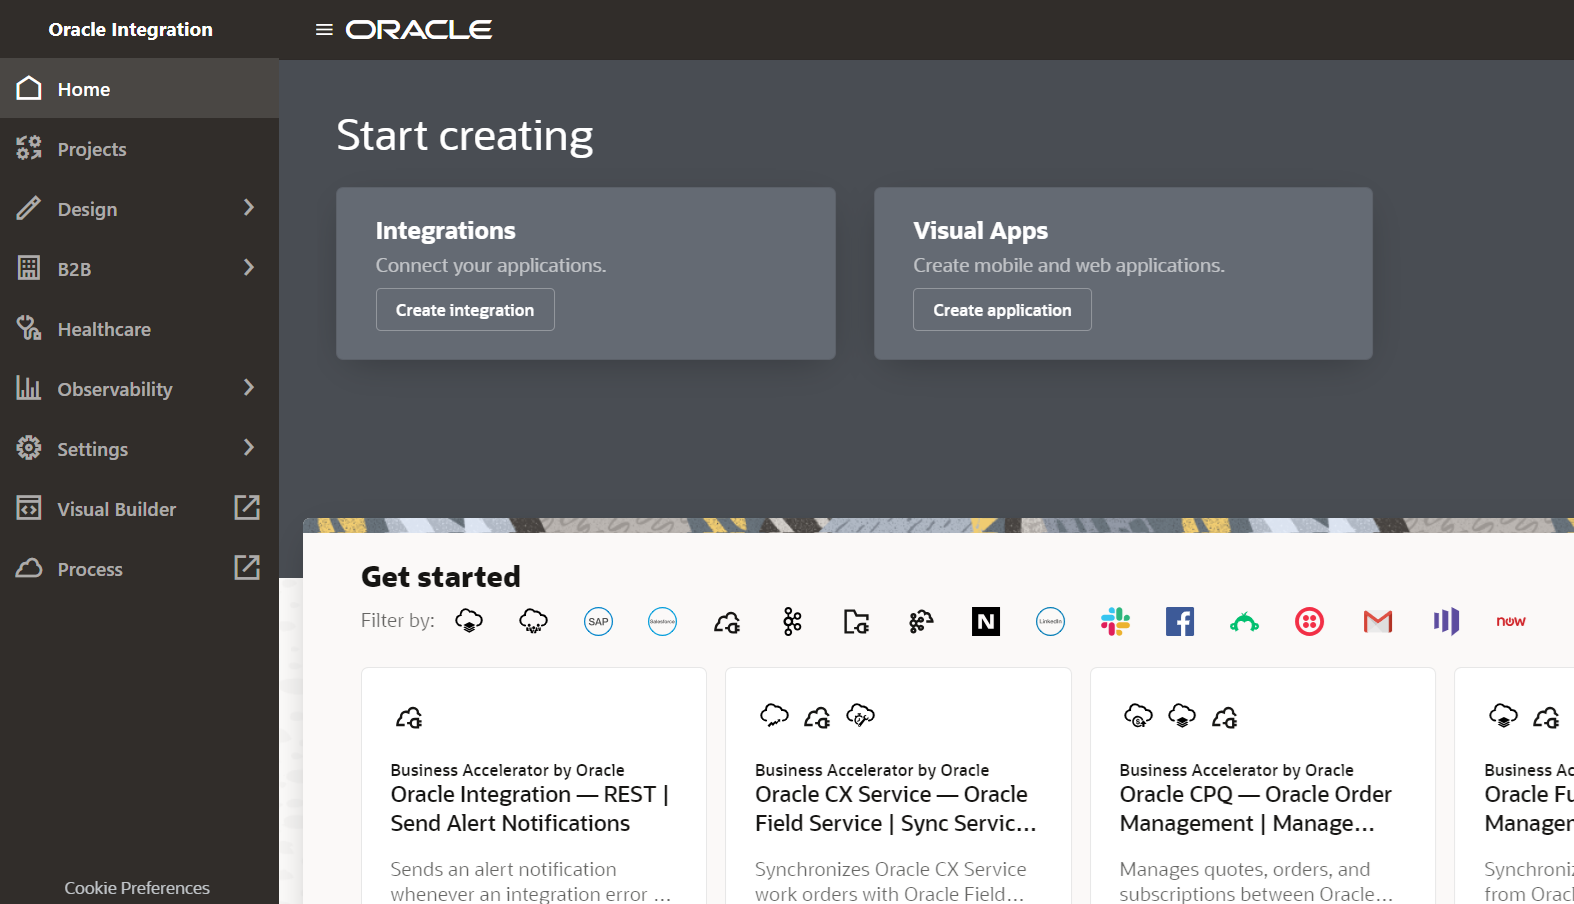 Oracle Integration
ORACLE
Home
Projects
Design
B2B
Healthcare
Observability
Settings
Visual Builder
Process
Cookie Preferences
Start creating
Integrations
Connect your applications.
Create integration
Visual Apps
Create mobile and web applications.
Create application
Get started
Filter by:
SAP
Salesforce
N
LinkedIn
now
Business Accelerator by Oracle
Oracle Integration — REST |
Send Alert Notifications
Sends an alert notification
whenever an integration error ...
Business Accelerator by Oracle
Oracle CX Service — Oracle
Field Service | Sync Servic...
Synchronizes Oracle CX Service
work orders with Oracle Field...
Business Accelerator by Oracle
Oracle CPQ — Oracle Order
Management | Manage...
Manages quotes, orders, and
subscriptions between Oracle...
Business Ac
Oracle Fu
Managen
Synchroniz
from Oracl